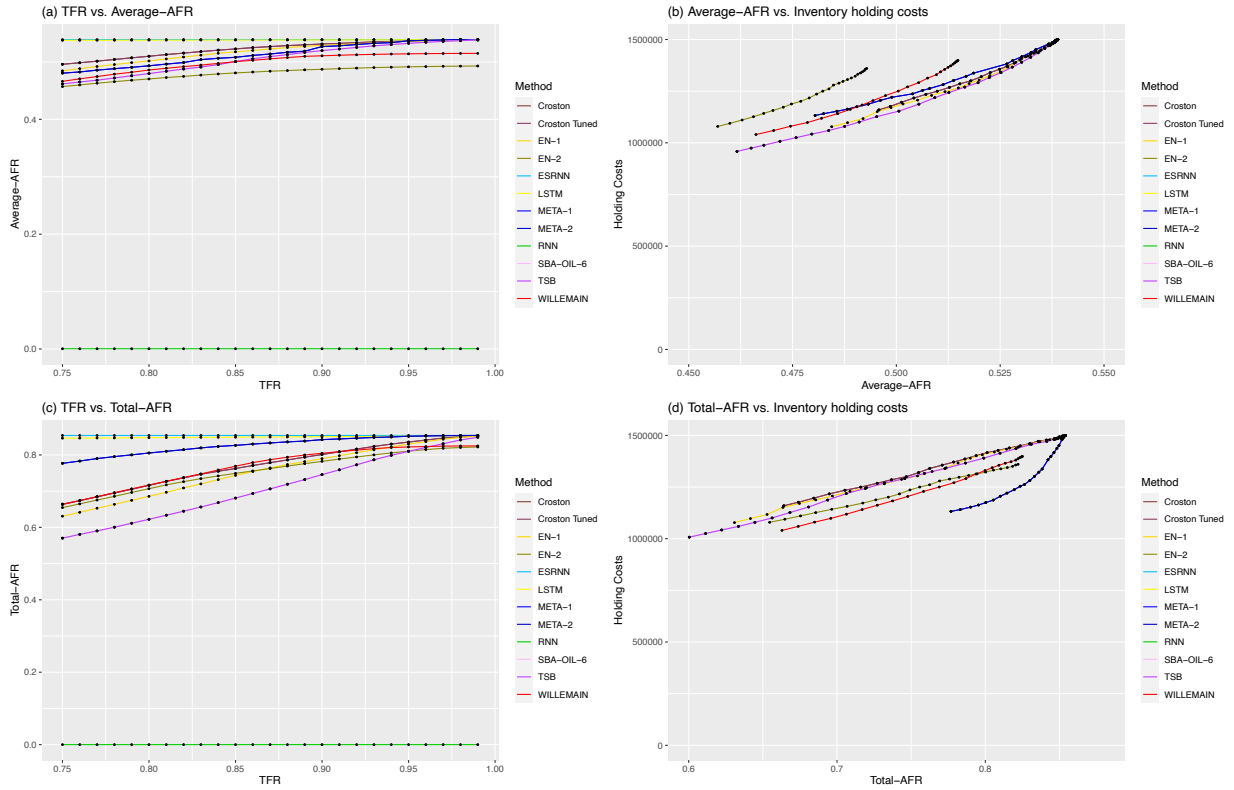 (a) TFR vs. Average−AFR
Average−AFR
0.4
0.2
0.0
0.75
0.80
0.85
0.90
0.95
1.00
TFR
Method
Croston
Croston Tuned
EN−1
EN−2
ESRNN
LSTM
META−1
META−2
RNN
SBA−OIL−6
TSB
WILLEMAIN
(b) Average−AFR vs. Inventory holding costs
Holding Costs
1500000
1000000
500000
0
0.450
0.475
0.500
0.525
0.550
Average−AFR
Method
Croston
Croston Tuned
EN−1
EN−2
ESRNN
LSTM
META−1
META−2
RNN
SBA−OIL−6
TSB
WILLEMAIN
(c) TFR vs. Total−AFR
Total−AFR
0.8
0.6
0.4
0.2
0.0
0.75
0.80
0.85
0.90
0.95
1.00
TFR
Method
Croston
Croston Tuned
EN−1
EN−2
ESRNN
LSTM
META−1
META−2
RNN
SBA−OIL−6
TSB
WILLEMAIN
(d) Total−AFR vs. Inventory holding costs
Holding Costs
1500000
1000000
500000
0
0.6
0.7
0.8
Total−AFR
Method
Croston
Croston Tuned
EN−1
EN−2
ESRNN
LSTM
META−1
META−2
RNN
SBA−OIL−6
TSB
WILLEMAIN